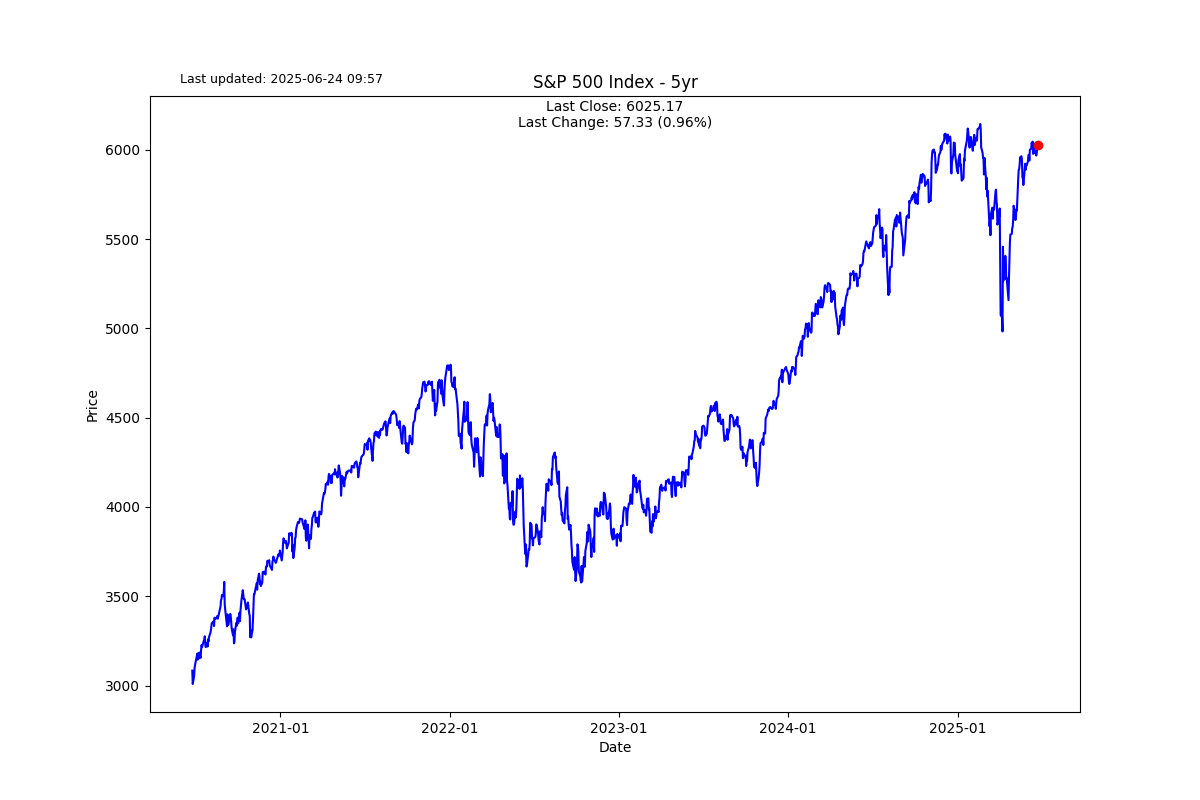 Last updated: 2025-06-24 09:57
S&P 500 Index - 5yr
Last Close: 6025.17
Last Change: 57.33 (0.96%)
6000
5500
5000
4500
4000
3500
3000
Price
2021-01
2022-01
2023-01
2024-01
2025-01
Date